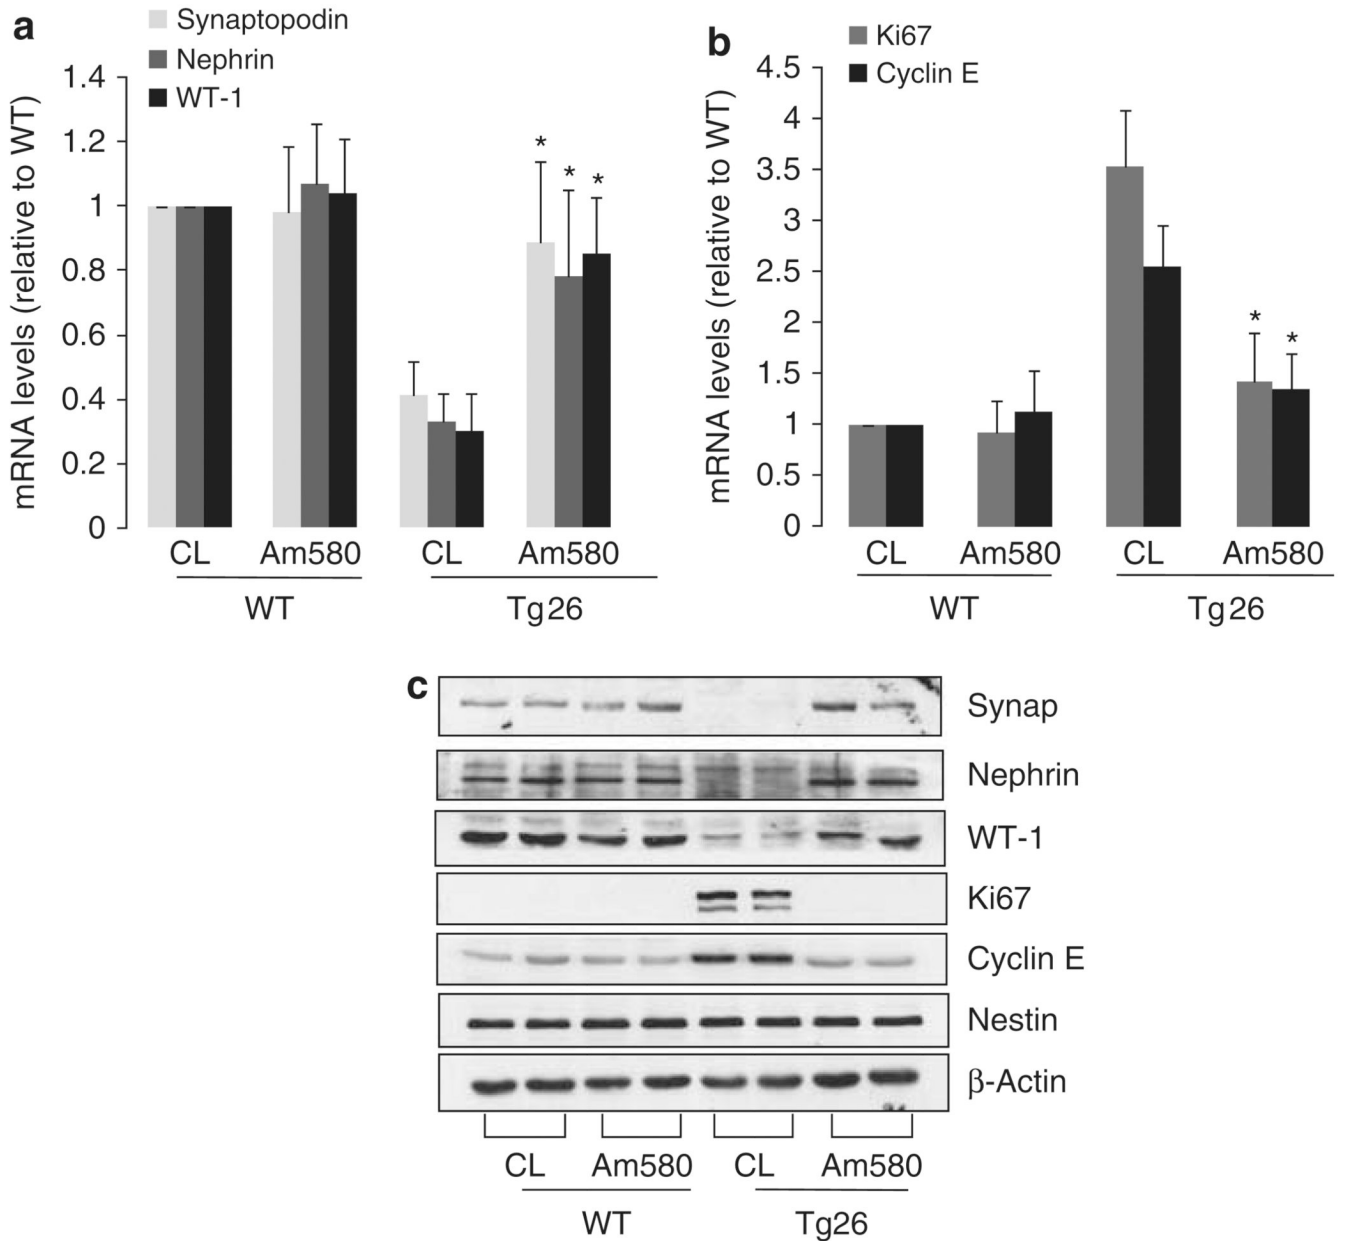 a
Synaptopodin
Nephrin
WT-1
mRNA levels (relative to WT)
1.4
1.2
1
0.8
0.6
0.4
0.2
0
* * *
CL Am580 CL Am580
WT Tg26
b
Ki67
Cyclin E
mRNA levels (relative to WT)
4.5
4
3.5
3
2.5
2
1.5
1
0.5
0
* *
CL Am580 CL Am580
WT Tg26
c
Synap
Nephrin
WT-1
Ki67
Cyclin E
Nestin
β-Actin
CL Am580 CL Am580
WT Tg26